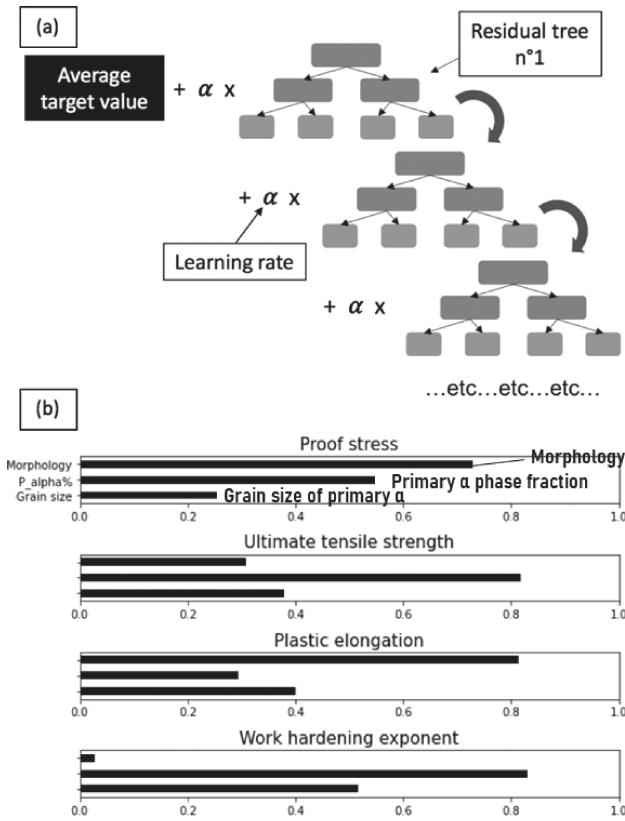 (a)
Average
target value
+ α x
Residual tree
n°1
+ α x
Learning rate
+ α x
...etc...etc...etc...
(b)
Proof stress
Morphology
P_alpha%
Grain size
Morphology
Primary α phase fraction
Grain size of primary α
0.0 0.2 0.4 0.6 0.8 1.0
Ultimate tensile strength
0.0 0.2 0.4 0.6 0.8 1.0
Plastic elongation
0.0 0.2 0.4 0.6 0.8 1.0
Work hardening exponent
0.0 0.2 0.4 0.6 0.8 1.0